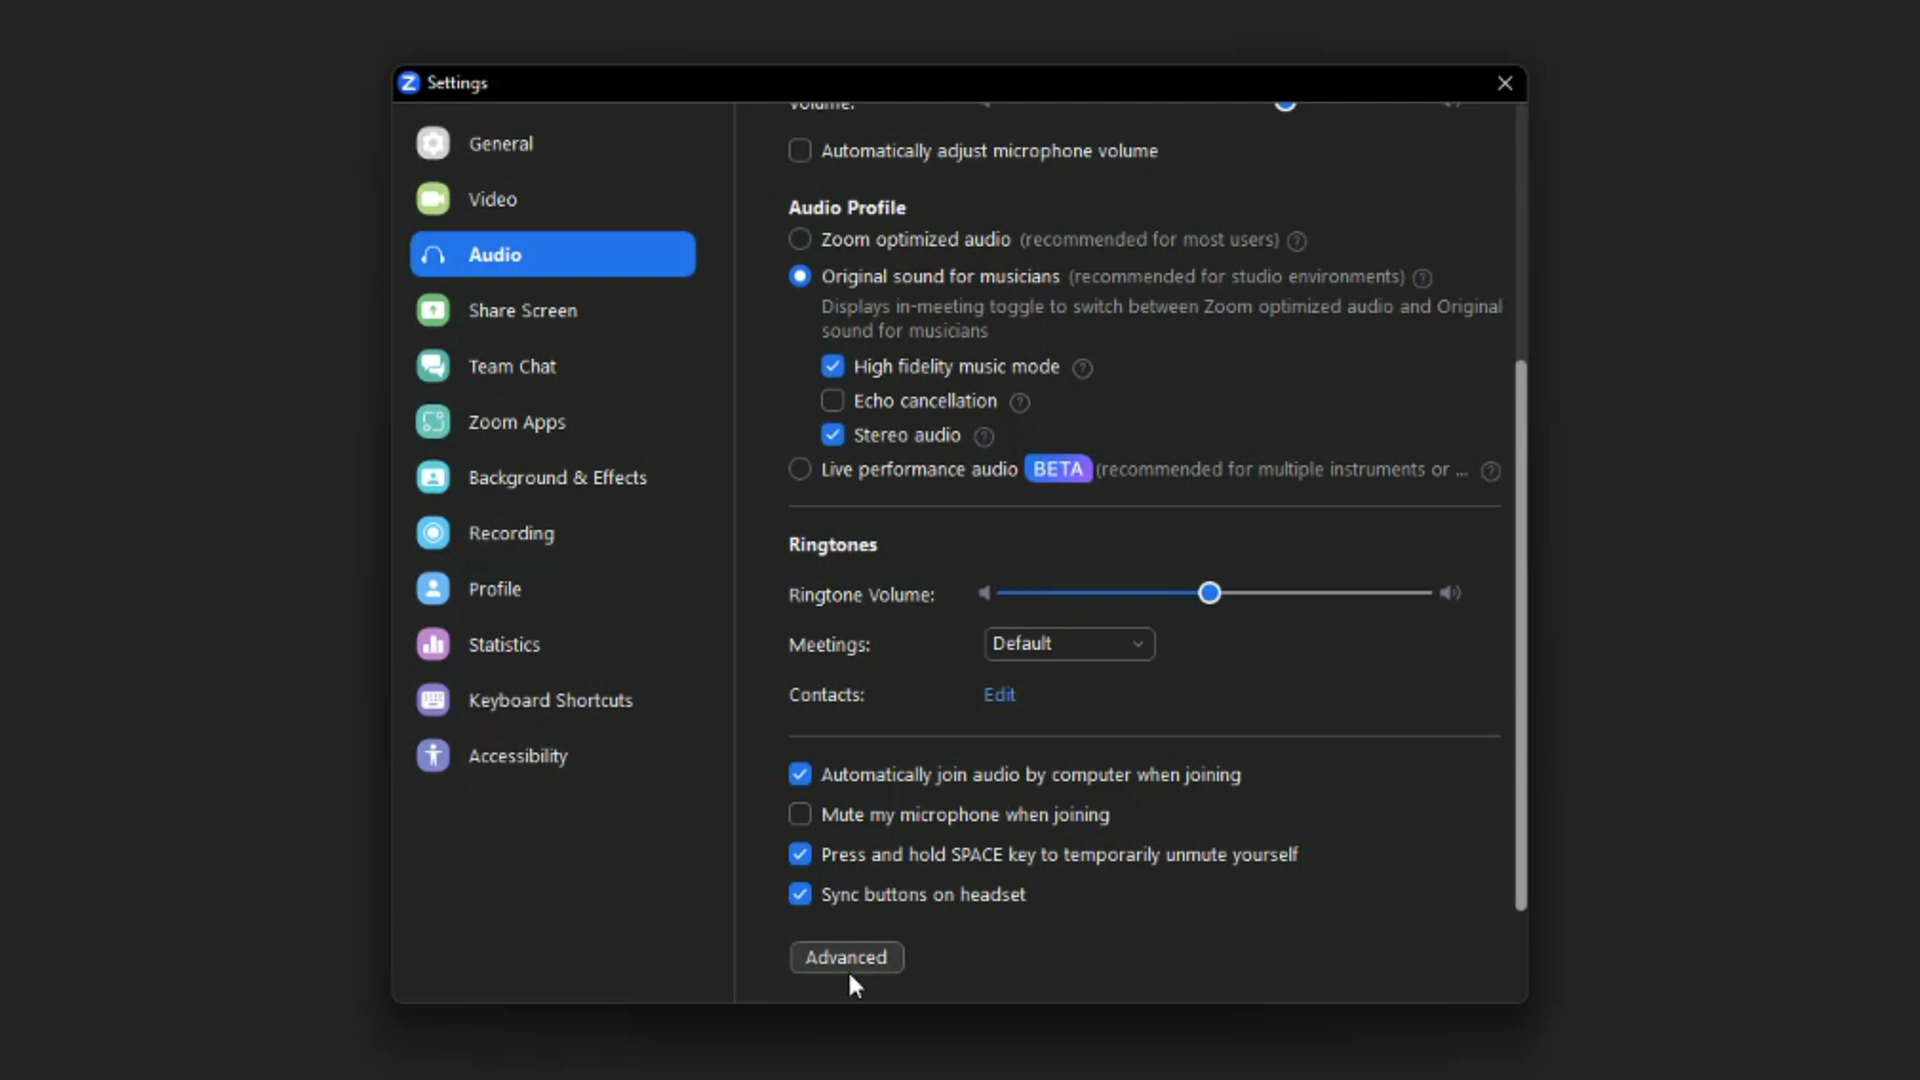 Settings
General
Video
Audio
Share Screen
Team Chat
Zoom Apps
Background & Effects
Recording
Profile
Statistics
Keyboard Shortcuts
Accessibility
Volume:
Automatically adjust microphone volume
Audio Profile
Zoom optimized audio (recommended for most users) ?
Original sound for musicians (recommended for studio environments) ?
Displays in-meeting toggle to switch between Zoom optimized audio and Original
sound for musicians
High fidelity music mode ?
Echo cancellation ?
Stereo audio ?
Live performance audio BETA (recommended for multiple instruments or ... ?
Ringtones
Ringtone Volume:
Meetings: Default
Contacts: Edit
Automatically join audio by computer when joining
Mute my microphone when joining
Press and hold SPACE key to temporarily unmute yourself
Sync buttons on headset
Advanced